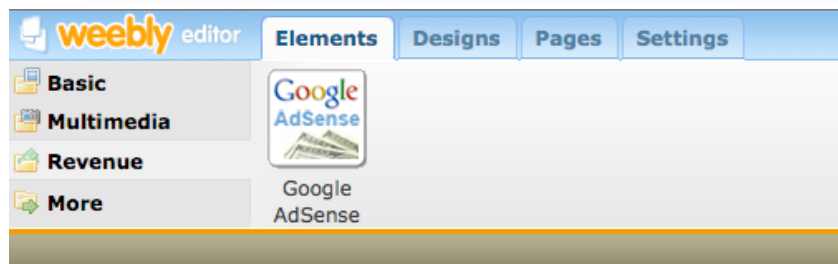 weebly editor
Elements
Designs
Pages
Settings
Basic
Multimedia
Revenue
More
Google
AdSense
Google
AdSense